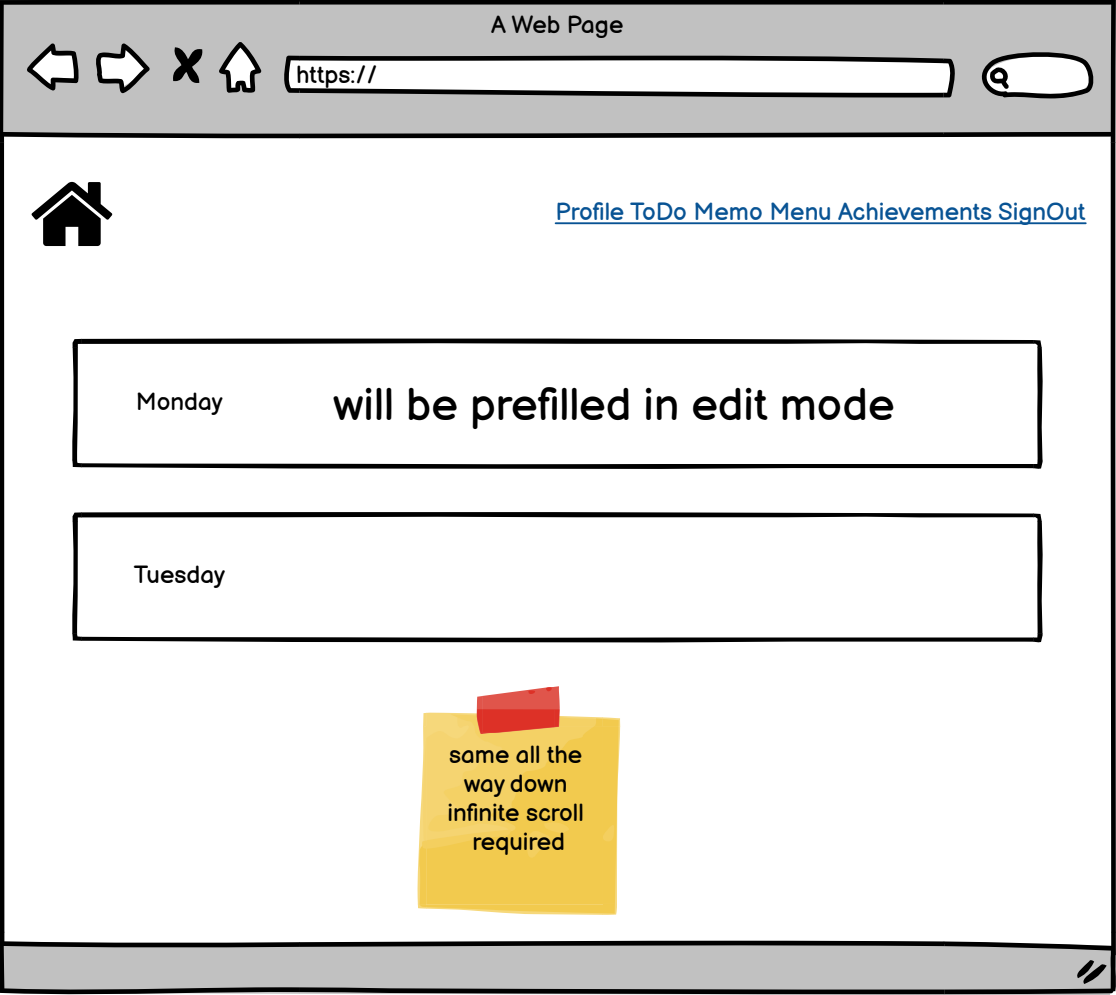 A Web Page
https://
Profile ToDo Memo Menu Achievements SignOut
Monday
will be prefilled in edit mode
Tuesday
same all the
way down
infinite scroll
required